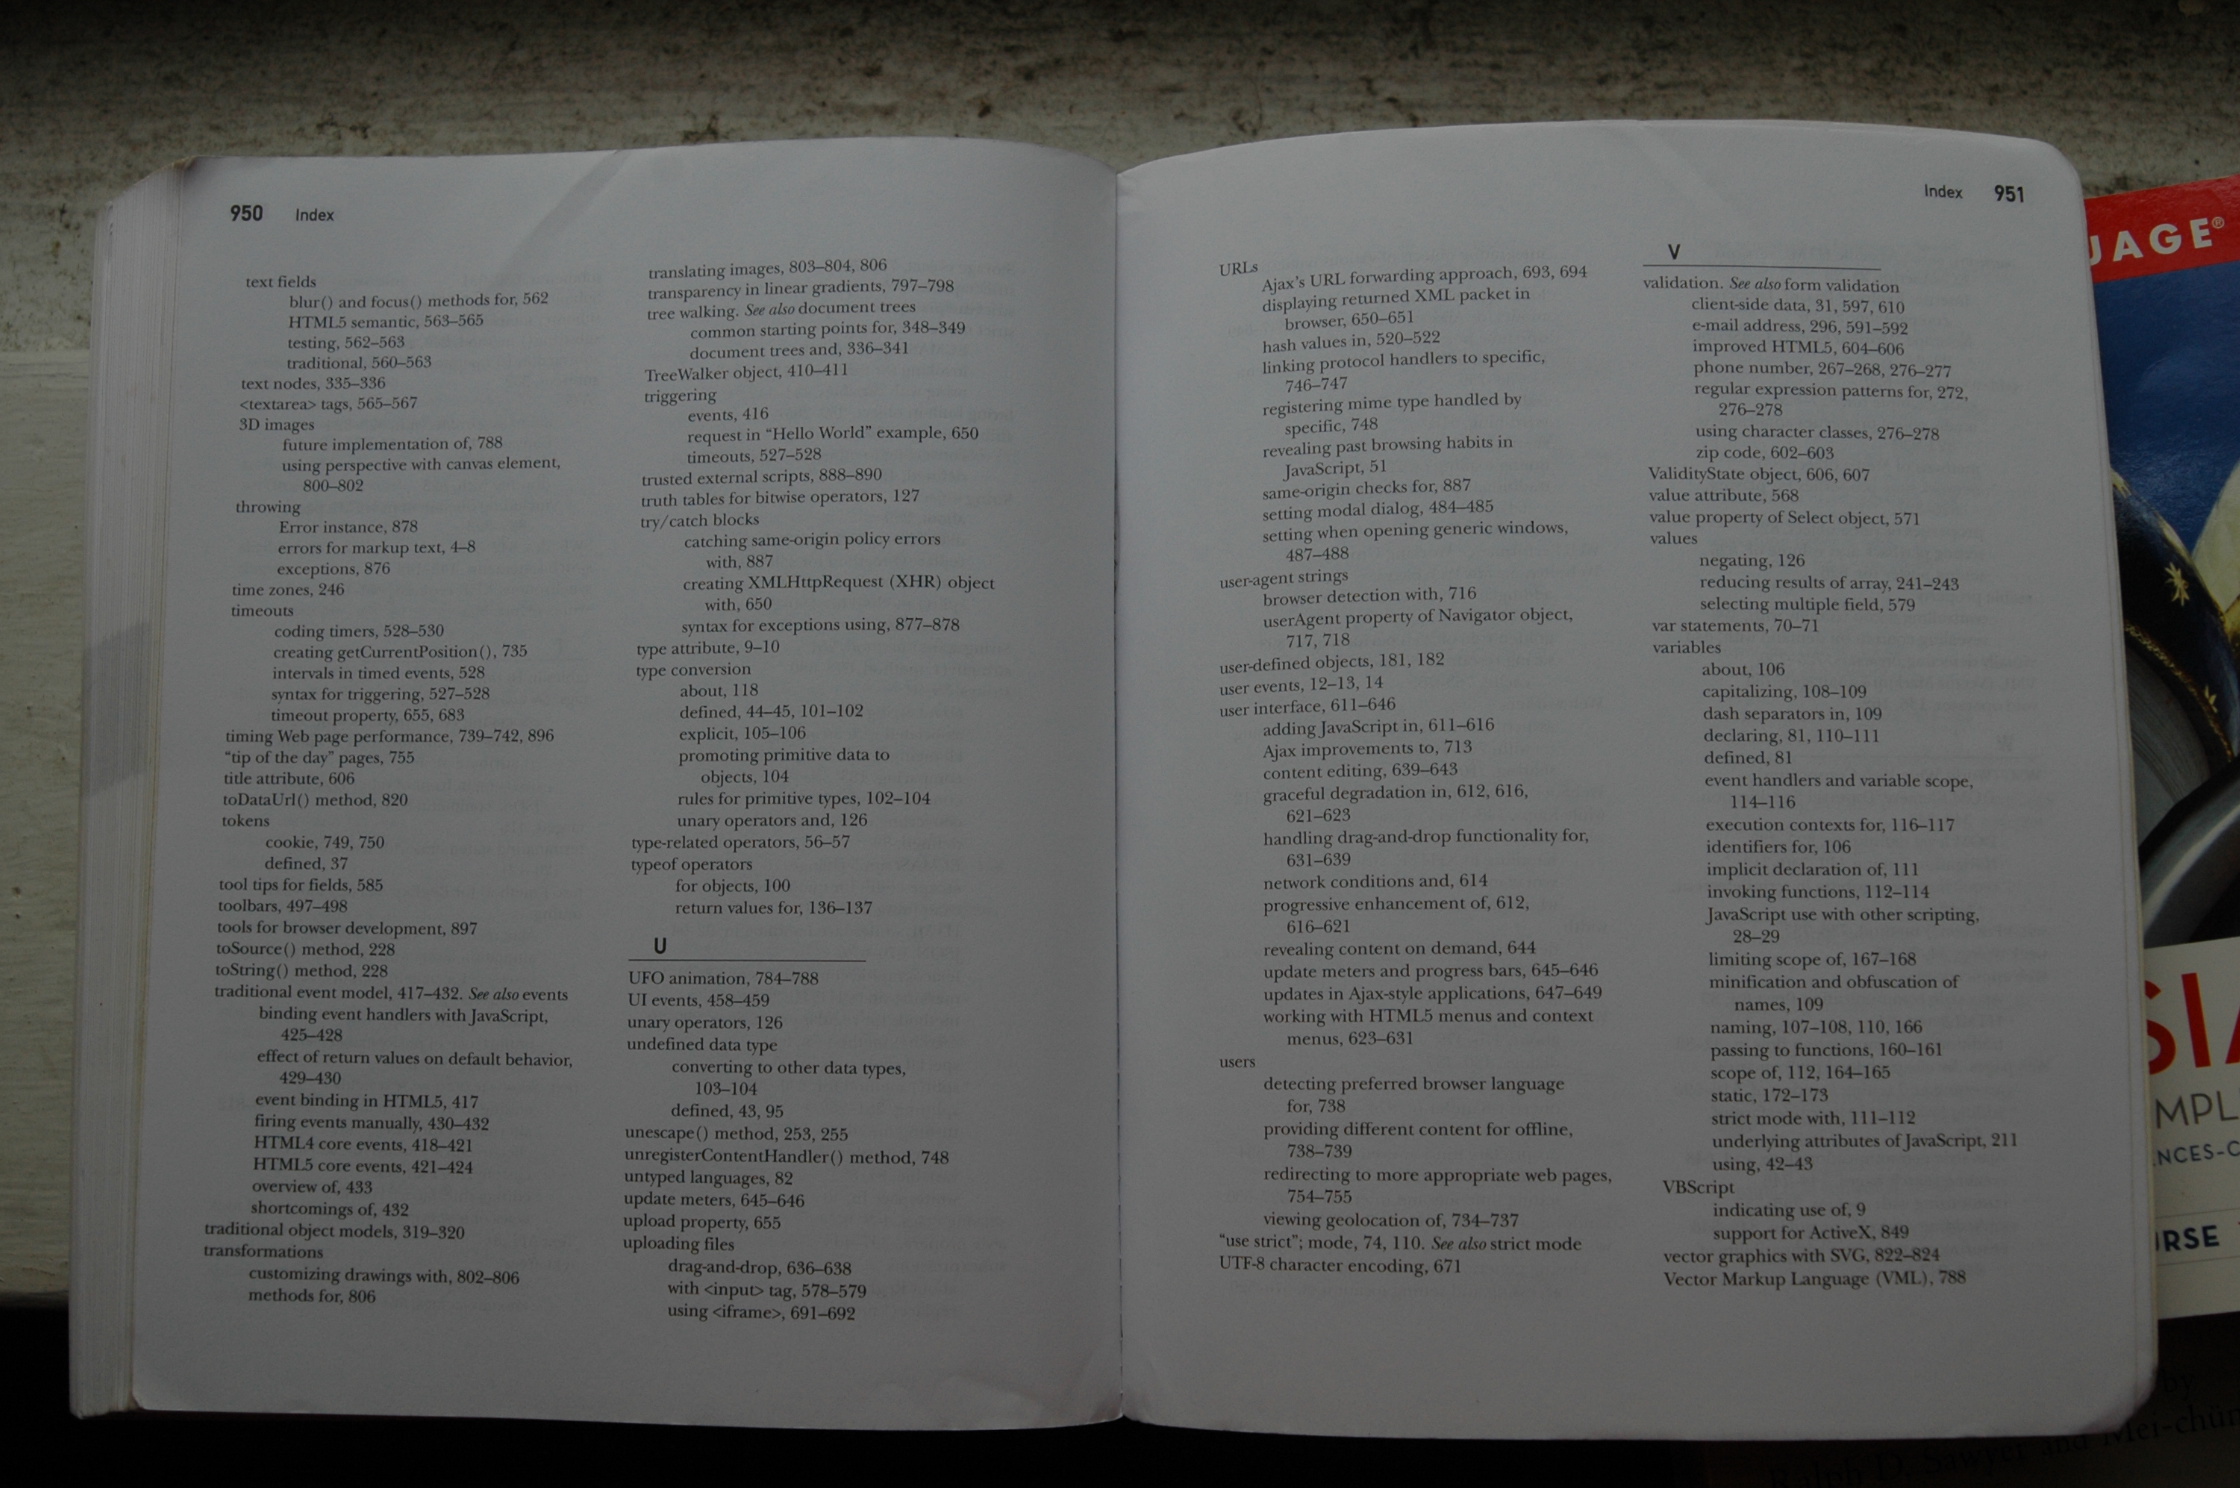 950 Index
text fields
blur() and focus() methods for, 562
HTML5 semantic, 563–565
testing, 562–563
traditional, 560–563
text nodes, 335–336
<textarea> tags, 565–567
3D images
future implementation of, 788
using perspective with canvas element,
800–802
throwing
Error instance, 878
errors for markup text, 4–8
exceptions, 876
time zones, 246
timeouts
coding timers, 528–530
creating getCurrentPosition(), 735
intervals in timed events, 528
syntax for triggering, 527–528
timeout property, 655, 683
timing Web page performance, 739–742, 896
“tip of the day” pages, 755
title attribute, 606
toDataUrl() method, 820
tokens
cookie, 749, 750
defined, 37
tool tips for fields, 585
toolbars, 497–498
tools for browser development, 897
toSource() method, 228
toString() method, 228
traditional event model, 417–432. See also events
binding event handlers with JavaScript,
425–428
effect of return values on default behavior,
429–430
event binding in HTML5, 417
firing events manually, 430–432
HTML4 core events, 418–421
HTML5 core events, 421–424
overview of, 433
shortcomings of, 432
traditional object models, 319–320
transformations
customizing drawings with, 802–806
methods for, 806
translating images, 803–804, 806
transparency in linear gradients, 797–798
tree walking. See also document trees
common starting points for, 348–349
document trees and, 336–341
TreeWalker object, 410–411
triggering
events, 416
request in “Hello World” example, 650
timeouts, 527–528
trusted external scripts, 888–890
truth tables for bitwise operators, 127
try/catch blocks
catching same-origin policy errors
with, 887
creating XMLHttpRequest (XHR) object
with, 650
syntax for exceptions using, 877–878
type attribute, 9–10
type conversion
about, 118
defined, 44–45, 101–102
explicit, 105–106
promoting primitive data to
objects, 104
rules for primitive types, 102–104
unary operators and, 126
type-related operators, 56–57
typeof operators
for objects, 100
return values for, 136–137
U
UFO animation, 784–788
UI events, 458–459
unary operators, 126
undefined data type
converting to other data types,
103–104
defined, 43, 95
unescape() method, 253, 255
unregisterContentHandler() method, 748
untyped languages, 82
update meters, 645–646
upload property, 655
uploading files
drag-and-drop, 636–638
with <input> tag, 578–579
using <iframe>, 691–692
Index 951
URLs
Ajax's URL forwarding approach, 693, 694
displaying returned XML packet in
browser, 650–651
hash values in, 520–522
linking protocol handlers to specific,
746–747
registering mime type handled by
specific, 748
revealing past browsing habits in
JavaScript, 51
same-origin checks for, 887
setting modal dialog, 484–485
setting when opening generic windows,
487–488
user-agent strings
browser detection with, 716
userAgent property of Navigator object,
717, 718
user-defined objects, 181, 182
user events, 12–13, 14
user interface, 611–646
adding JavaScript in, 611–616
Ajax improvements to, 713
content editing, 639–643
graceful degradation in, 612, 616,
621–623
handling drag-and-drop functionality for,
631–639
network conditions and, 614
progressive enhancement of, 612,
616–621
revealing content on demand, 644
update meters and progress bars, 645–646
updates in Ajax-style applications, 647–649
working with HTML5 menus and context
menus, 623–631
users
detecting preferred browser language
for, 738
providing different content for offline,
738–739
redirecting to more appropriate web pages,
754–755
viewing geolocation of, 734–737
“use strict”; mode, 74, 110. See also strict mode
UTF-8 character encoding, 671
V
validation. See also form validation
client-side data, 31, 597, 610
e-mail address, 296, 591–592
improved HTML5, 604–606
phone number, 267–268, 276–277
regular expression patterns for, 272,
276–278
using character classes, 276–278
zip code, 602–603
ValidityState object, 606, 607
value attribute, 568
value property of Select object, 571
values
negating, 126
reducing results of array, 241–243
selecting multiple field, 579
var statements, 70–71
variables
about, 106
capitalizing, 108–109
dash separators in, 109
declaring, 81, 110–111
defined, 81
event handlers and variable scope,
114–116
execution contexts for, 116–117
identifiers for, 106
implicit declaration of, 111
invoking functions, 112–114
JavaScript use with other scripting,
28–29
limiting scope of, 167–168
minification and obfuscation of
names, 109
naming, 107–108, 110, 166
passing to functions, 160–161
scope of, 112, 164–165
static, 172–173
strict mode with, 111–112
underlying attributes of JavaScript, 211
using, 42–43
VBScript
indicating use of, 9
support for ActiveX, 849
vector graphics with SVG, 822–824
Vector Markup Language (VML), 788
UAGE®
SIA
MPL
NCES-C
RSE
by
Ralph D. Sawyer and Mei-chün